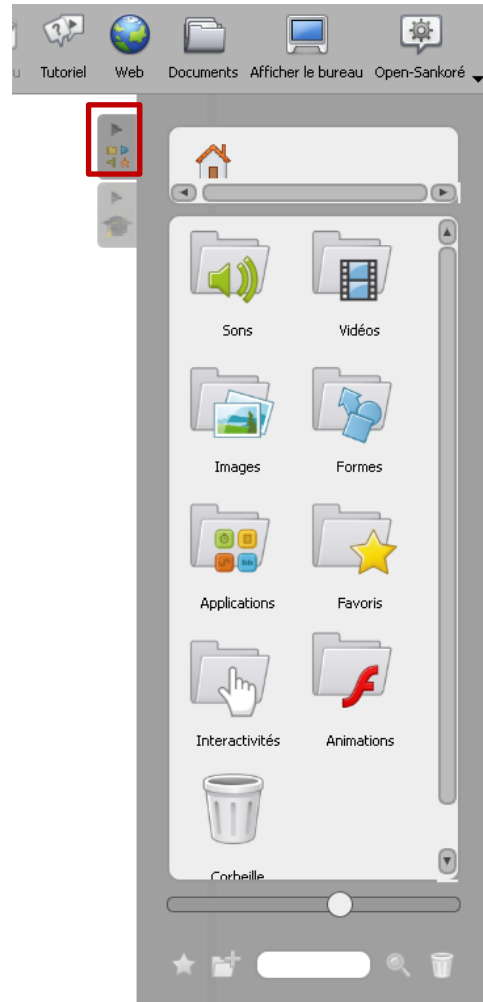 u Tutoriel Web Documents Afficher le bureau Open-Sankoré
Sons Vidéos
Images Formes
Applications Favoris
Interactivités Animations
Corbeille